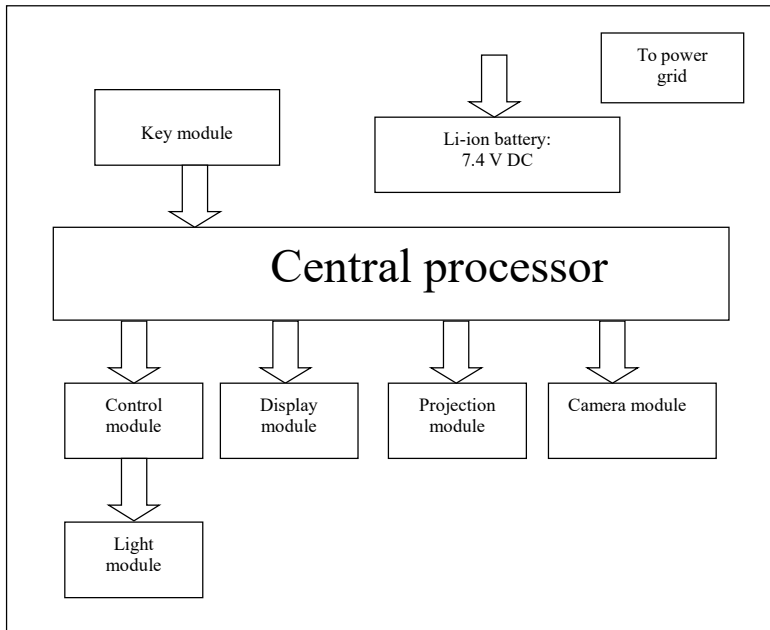 To power
grid
Key module
Li-ion battery:
7.4 V DC
Central processor
Control
module
Display
module
Projection
module
Camera module
Light
module